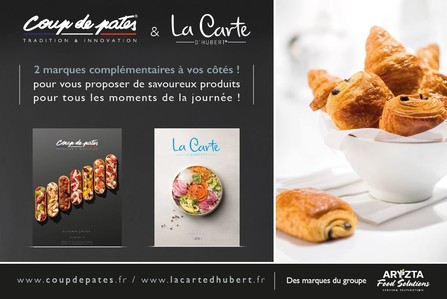 Coup de pates®
TRADITION & INNOVATION
&
La Carte
D'HUBERT®
2 marques complémentaires à vos côtés !
pour vous proposer de savoureux produits
pour tous les moments de la journée !
Coup de pates
La Carte
www.coupdepates.fr / www.lacartedhubert.fr
Des marques du groupe
ARYZTA
Food Solutions